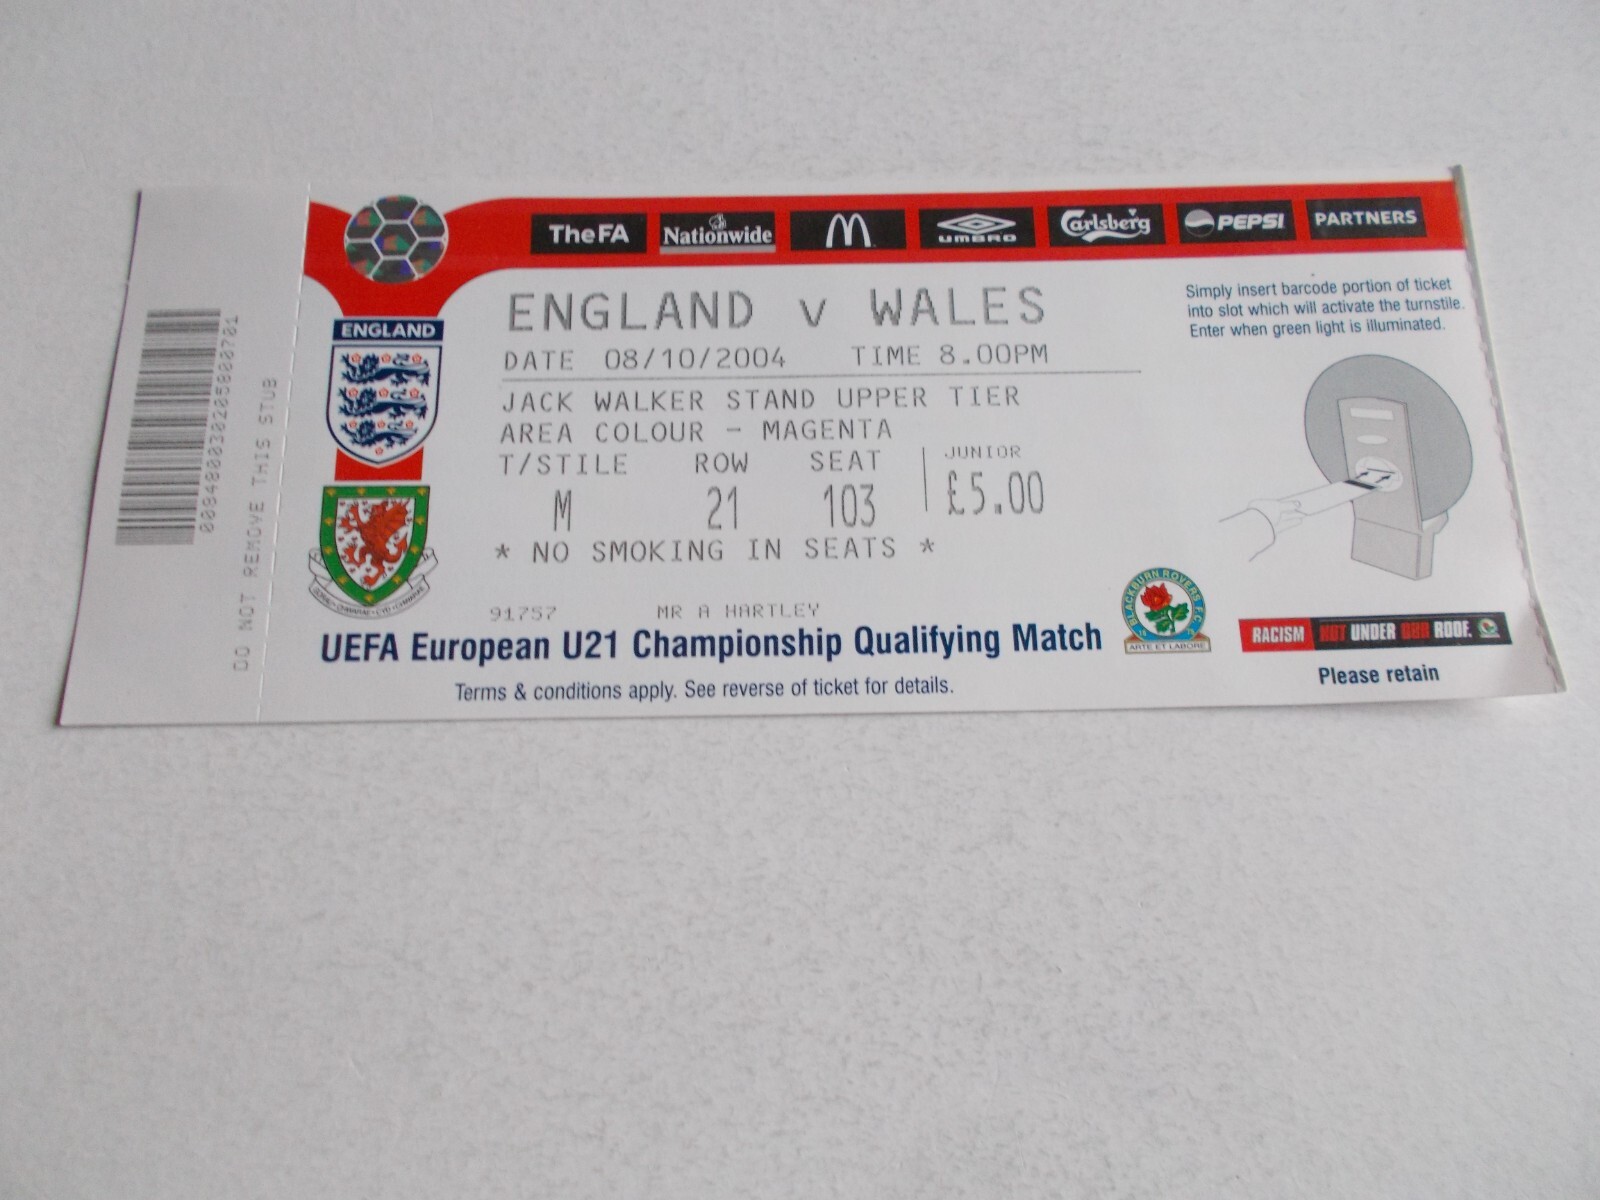 TheFA Nationwide UMBRO Carlsberg PEPSI PARTNERS
ENGLAND
ENGLAND v WALES
DATE 08/10/2004 TIME 8.00PM
JACK WALKER STAND UPPER TIER
AREA COLOUR - MAGENTA
T/STILE ROW SEAT JUNIOR
M 21 103 £5.00
* NO SMOKING IN SEATS *
91757 MR A HARTLEY
UEFA European U21 Championship Qualifying Match
Terms & conditions apply. See reverse of ticket for details.
Simply insert barcode portion of ticket
into slot which will activate the turnstile.
Enter when green light is illuminated.
BLACKBURN ROVERS F.C.
ARTE ET LABORE
RACISM NOT UNDER OUR ROOF.
Please retain
DO NOT REMOVE THIS STUB